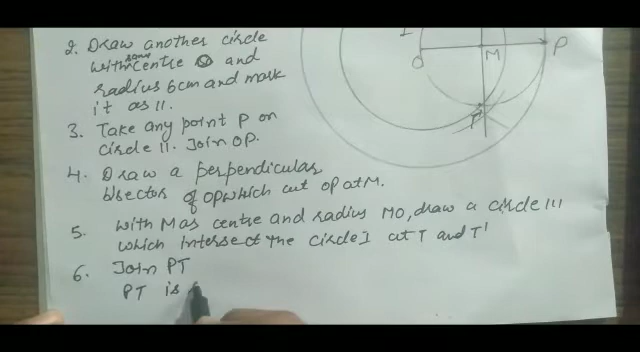 2. Draw another circle
with same centre O and
radius 6cm and mark
it as II.
3. Take any point P on
circle II. Join OP.
4. Draw a perpendicular
bisector of OP which cut OP at M.
5. with M as centre and radius MO, draw a circle III
which intersect the circle I at T and T'
6. Join PT
PT is
I
O
M
P